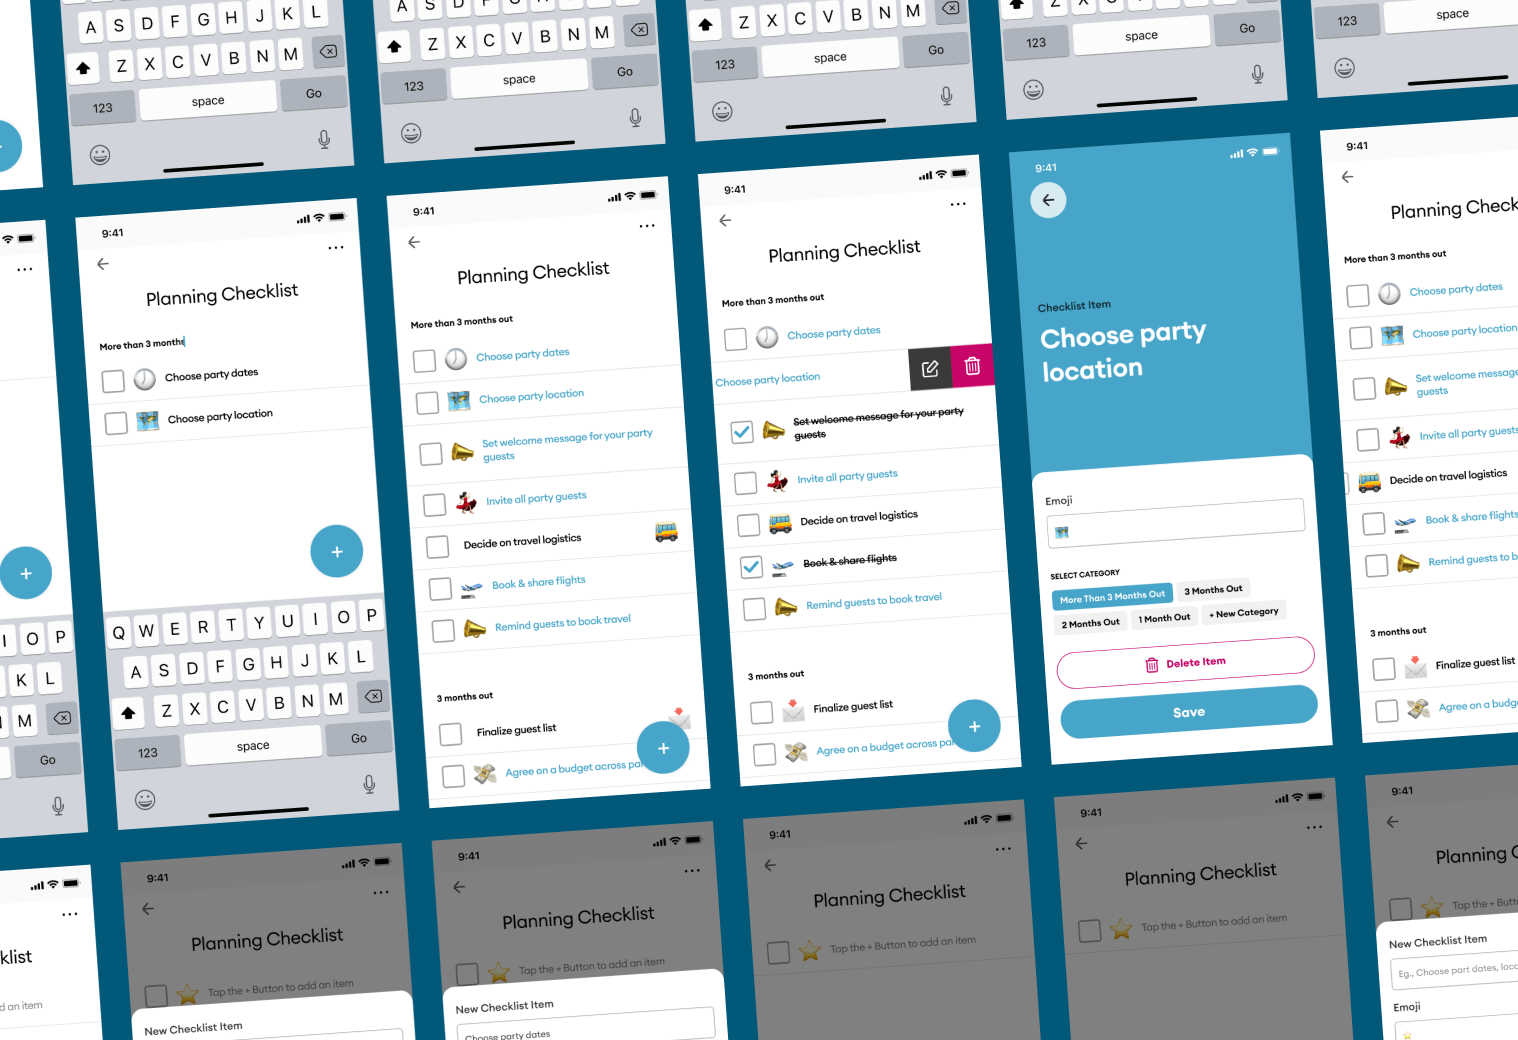 A S D F G H J K L
Z X C V B N M
123 space Go
A S D
Z X C V B N M
123 space Go
Z X C V B N M
123 space Go
123 space Go
123 space
I O P
K L
M
Go
9:41
Planning Checklist
More than 3 months
Choose party dates
Choose party location
+
Q W E R T Y U I O P
A S D F G H J K L
Z X C V B N M
123 space Go
9:41
Planning Checklist
More than 3 months out
Choose party dates
Choose party location
Set welcome message for your party
guests
Invite all party guests
Decide on travel logistics
Book & share flights
Remind guests to book travel
3 months out
Finalize guest list
Agree on a budget across pa
+
9:41
Planning Checklist
More than 3 months out
Choose party dates
Choose party location
Set welcome message for your party
guests
Invite all party guests
Decide on travel logistics
Book & share flights
Remind guests to book travel
3 months out
Finalize guest list
Agree on a budget across pa
+
9:41
Checklist Item
Choose party
location
Emoji
SELECT CATEGORY
More Than 3 Months Out
3 Months Out
2 Months Out
1 Month Out
+ New Category
Delete Item
Save
9:41
Planning Check
More than 3 months out
Choose party dates
Choose party location
Set welcome message
guests
Invite all party guests
Decide on travel logistics
Book & share flights
Remind guests to b
3 months out
Finalize guest list
Agree on a budg
klist
d an item
9:41
Planning Checklist
Tap the + Button to add an item
New Checklist Item
9:41
Planning Checklist
Tap the + Button to add an item
New Checklist Item
Choose party dates
9:41
Planning Checklist
Tap the + Button to add an item
9:41
Planning Checklist
Tap the + Button to add an item
9:41
Planning C
Tap the + Butto
New Checklist Item
Eg., Choose part dates, loc
Emoji